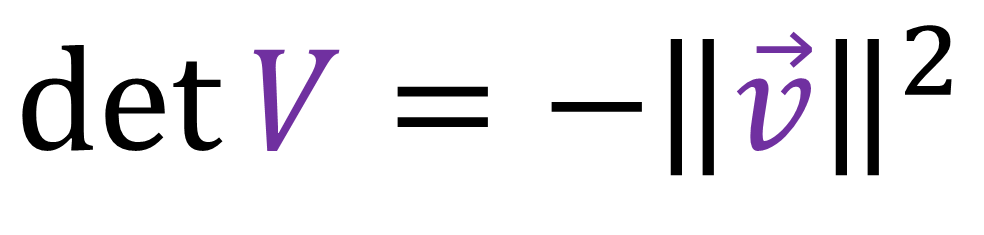 det V = −‖v⃗‖²